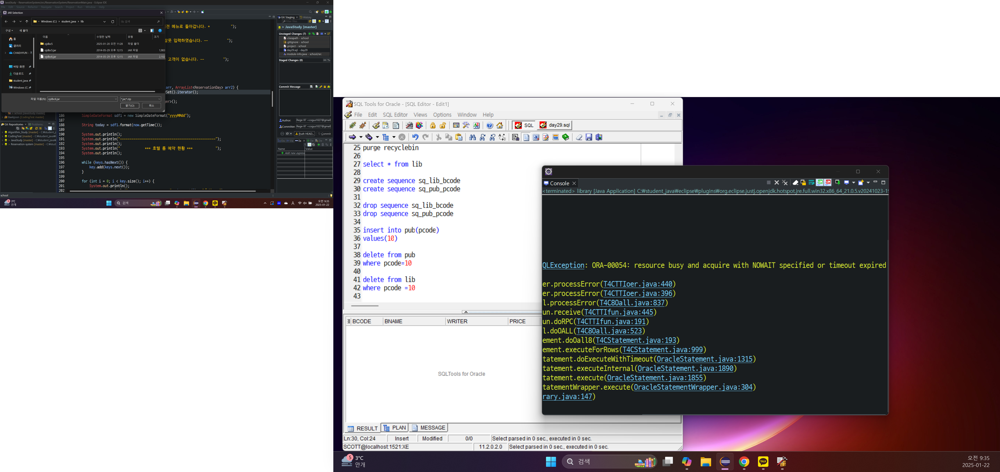 JavaStudy - ReservationSystem/src/ReservationSystem/ReservationMain.java - Eclipse IDE
File Edit Source Refactor Navigate Search Project Run Window Help
JAR Selection
Windows (C:) > student_java > lib
lib 검색
구성
새 폴더
이름 수정한 날짜 유형 크기
홈
갤러리
CHAEHYUN - 가
바탕 화면
다운로드
student_java
Windows (C:
ojdbc5 2025-01-20 오전 11:28 파일 폴더
ojdbc5.jar 2014-05-29 오후 12:15 JAR 파일 1,983
ojdbc6.jar 2014-05-29 오후 12:15 JAR 파일 2,102
파일 이름(N): ojdbc6.jar
*.jar;*.zip
열기(O) 취소
전 메뉴로 돌아갑니다. * ");
잘못 입력하였습니다. -- ");
고객이 없습니다. -- ");
arr, ArrayList<ReservationDay> arr2) {
Set().iterator();
ger>();
186 SimpleDateFormat sdf1 = new SimpleDateFormat("yyyyMMdd");
187
188 String today = sdf1.format(now.getTime());
189
190 System.out.println();
191 System.out.println("--------------------------------------------------");
192 System.out.println();
193 System.out.println(" *** 호텔 룸 예약 현황 *** ");
194 System.out.println();
195
196 while (keys.hasNext()) {
197 key.add(keys.next());
198 }
199
200 for (int i = 0; i < key.size(); i++) {
201 System.out.println();
202
> school [JavaStudy master]
Baekjoon [CodingTest master]
Git Repositories
Problems
Algorithm_Study [master] - C:₩student_j
CodingTest [master] - C:₩student_java₩
> JavaStudy [master] - C:₩student_java₩
> Reservation-system [master] - C:₩stud
school
Git Staging
History
Filter files
> JavaStudy [master]
Unstaged Changes (7)
.classpath - school
.gitignore - school
.project - school
day29.sql - day29
module-info.java - school/src
Staged Changes (0)
Commit Message
Author: Rege-97 <cogus1027@gmail
Committer: Rege-97 <cogus1027@gmail
Push HEAD...
Commit
Name Value
Add new express
3°C
안개
검색
오전 9:35
2025-01-22
SQL Tools for Oracle - [SQL Editor - Edit1]
File Edit SQL Editor Views Options Window Help
SQL day29.sql
25 purge recyclebin
26
27 select * from lib
28
29 create sequence sq_lib_bcode
30 create sequence sq_pub_pcode
31
32 drop sequence sq_lib_bcode
33 drop sequence sq_pub_pcode
34
35 insert into pub(pcode)
36 values(10)
37
38 delete from pub
39 where pcode=10
40
41 delete from lib
42 where pcode =10
43
BCODE BNAME WRITER PRICE
SQLTools for Oracle
RESULT PLAN MESSAGE
Ln:30, Col:24 Insert Modified 0/0 Select parsed in 0 sec., executed in 0 sec.
SCOTT@localhost:1521:XE 11.2.0.2.0 Select parsed in 0 sec., executed in 0 sec.
Console
<terminated> library [Java Application] C:₩student_java₩eclipse₩plugins₩org.eclipse.justj.openjdk.hotspot.jre.full.win32.x86_64_21.0.5.v20241023-19
QLException: ORA-00054: resource busy and acquire with NOWAIT specified or timeout expired
er.processError(T4CTTIoer.java:440)
er.processError(T4CTTIoer.java:396)
l.processError(T4C8Oall.java:837)
un.receive(T4CTTIfun.java:445)
un.doRPC(T4CTTIfun.java:191)
l.doOALL(T4C8Oall.java:523)
ement.doOall8(T4CStatement.java:193)
ement.executeForRows(T4CStatement.java:999)
tatement.doExecuteWithTimeout(OracleStatement.java:1315)
tatement.executeInternal(OracleStatement.java:1890)
tatement.execute(OracleStatement.java:1855)
tatementWrapper.execute(OracleStatementWrapper.java:304)
rary.java:147)
5
3°C
안개
검색
TALK
오전 9:35
2025-01-22